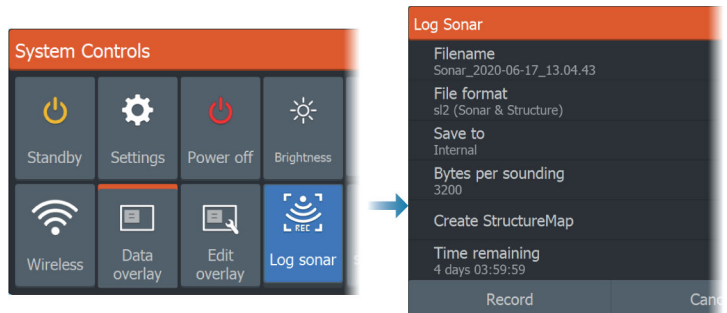 System Controls
Standby
Settings
Power off
Brightness
Wireless
Data
overlay
Edit
overlay
REC
Log sonar
Log Sonar
Filename
Sonar_2020-06-17_13.04.43
File format
sl2 (Sonar & Structure)
Save to
Internal
Bytes per sounding
3200
Create StructureMap
Time remaining
4 days 03:59:59
Record